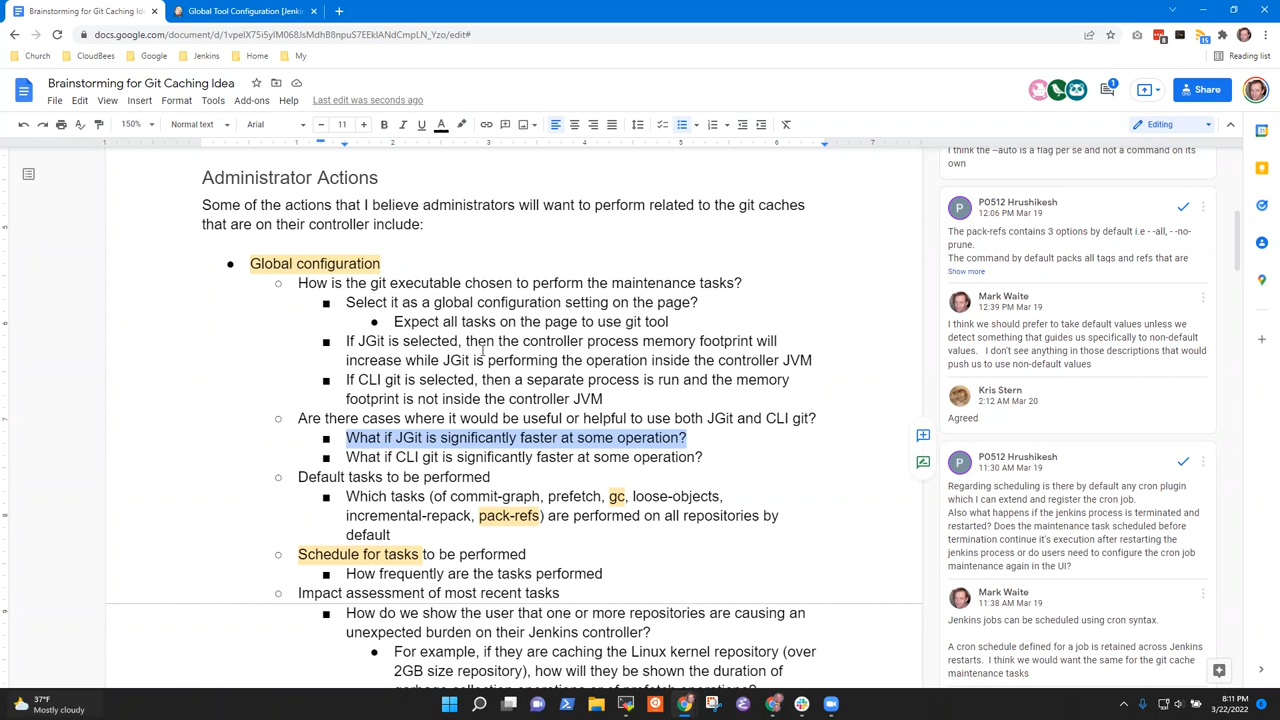 Brainstorming for Git Caching Ide
Global Tool Configuration [Jenki
docs.google.com/document/d/1vpelX75i5ylM068JsMdhB8npuS7EEkIANdCmpLN_Yzo/edit#
8
15
Church
CloudBees
Google
Jenkins
Home
My
Reading list
Brainstorming for Git Caching Idea
File Edit View Insert Format Tools Add-ons Help Last edit was seconds ago
1
Share
150%
Normal text
Arial
11
Editing
1 1 2 3 4 5 6 7
Administrator Actions
Some of the actions that I believe administrators will want to perform related to the git caches
that are on their controller include:
● Global configuration
○ How is the git executable chosen to perform the maintenance tasks?
■ Select it as a global configuration setting on the page?
● Expect all tasks on the page to use git tool
■ If JGit is selected, then the controller process memory footprint will
increase while JGit is performing the operation inside the controller JVM
■ If CLI git is selected, then a separate process is run and the memory
footprint is not inside the controller JVM
○ Are there cases where it would be useful or helpful to use both JGit and CLI git?
■ What if JGit is significantly faster at some operation?
■ What if CLI git is significantly faster at some operation?
○ Default tasks to be performed
■ Which tasks (of commit-graph, prefetch, gc, loose-objects,
incremental-repack, pack-refs) are performed on all repositories by
default
○ Schedule for tasks to be performed
■ How frequently are the tasks performed
○ Impact assessment of most recent tasks
■ How do we show the user that one or more repositories are causing an
unexpected burden on their Jenkins controller?
● For example, if they are caching the Linux kernel repository (over
2GB size repository), how will they be shown the duration of
I think the --auto is a flag per se and not a command on its
own
P
P0512 Hrushikesh
12:06 PM Mar 19
The pack-refs contains 3 options by default i.e - -all, - -no-
prune.
The command by default packs all tags and refs that are
Show more
Mark Waite
12:39 PM Mar 19
I think we should prefer to take default values unless we
detect something that guides us specifically to non-default
values. I don't see anything in those descriptions that would
push us to use non-default values
Kris Stern
2:12 AM Mar 20
Agreed
P
P0512 Hrushikesh
11:30 AM Mar 19
Regarding scheduling is there by default any cron plugin
which I can extend and register the cron job.
Also what happens if the jenkins process is terminated and
restarted? Does the maintenance task scheduled before
termination continue it's execution after restarting the
jenkins process or do users need to configure the cron job
maintenance again in the UI?
Mark Waite
11:38 AM Mar 19
Jenkins jobs can be scheduled using cron syntax.
A cron schedule defined for a job is retained across Jenkins
restarts. I think we would want the same for the git cache
maintenance tasks
37°F
Mostly cloudy
8:11 PM
3/22/2022